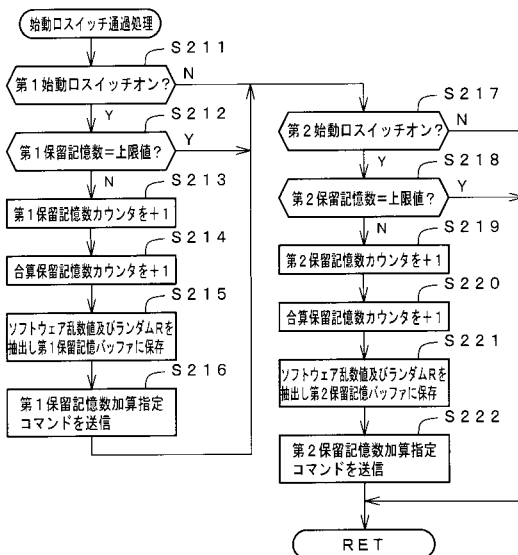 始動口スイッチ通過処理
S211
第1始動口スイッチオン?
N
Y
S212
第1保留記憶数=上限値?
Y
N
S213
第1保留記憶数カウンタを+1
S214
合算保留記憶数カウンタを+1
S215
ソフトウェア乱数値及びランダムRを
抽出し第1保留記憶バッファに保存
S216
第1保留記憶数加算指定
コマンドを送信
S217
第2始動口スイッチオン?
N
Y
S218
第2保留記憶数=上限値?
Y
N
S219
第2保留記憶数カウンタを+1
S220
合算保留記憶数カウンタを+1
S221
ソフトウェア乱数値及びランダムRを
抽出し第2保留記憶バッファに保存
S222
第2保留記憶数加算指定
コマンドを送信
RET